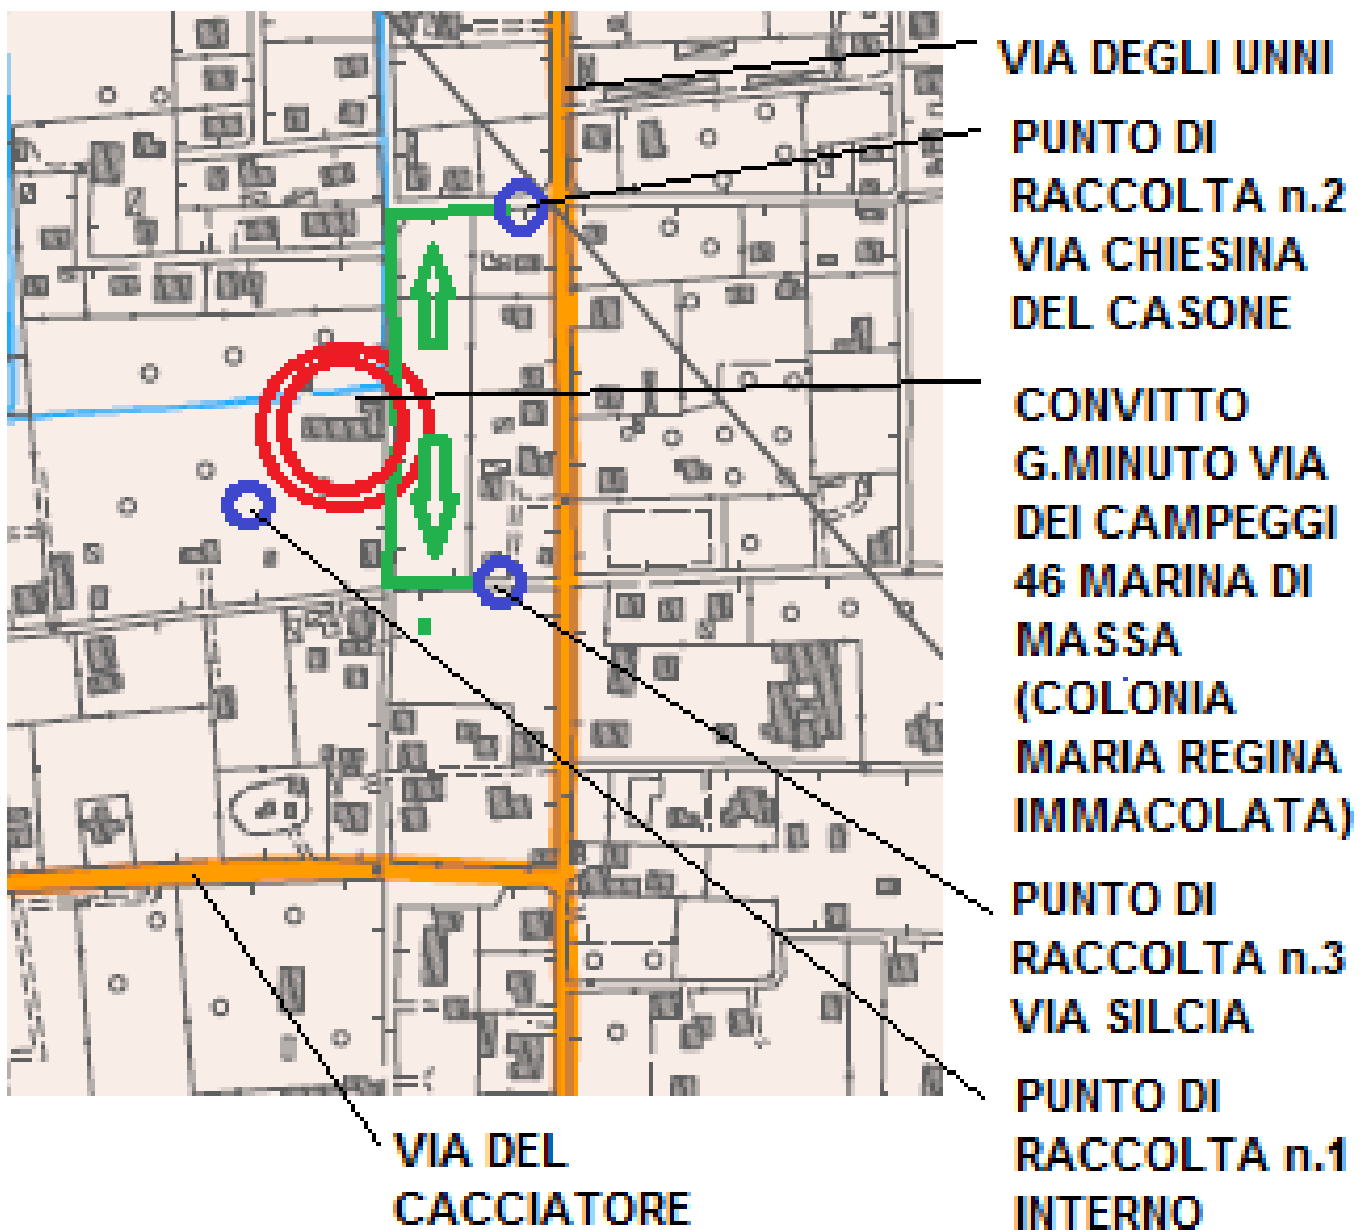 VIA DEGLI UNNI
PUNTO DI
RACCOLTA n.2
VIA CHIESINA
DEL CASONE
CONVITTO
G.MINUTO VIA
DEI CAMPEGGI
46 MARINA DI
MASSA
(COLONIA
MARIA REGINA
IMMACOLATA)
PUNTO DI
RACCOLTA n.3
VIA SILCIA
PUNTO DI
RACCOLTA n.1
INTERNO
VIA DEL
CACCIATORE